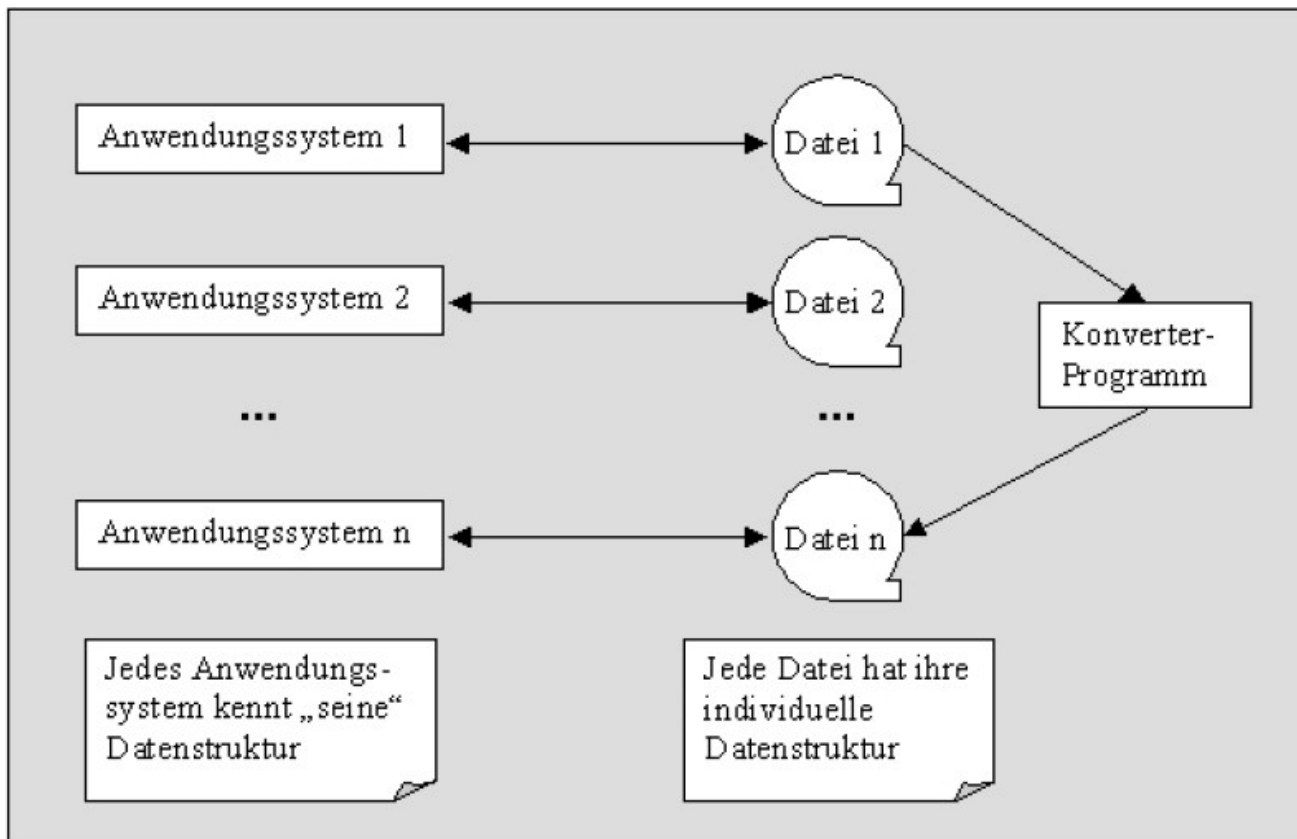 Anwendungssystem 1
Datei 1
Anwendungssystem 2
Datei 2
Konverter-
Programm
...
...
Anwendungssystem n
Datei n
Jedes Anwendungs-
system kennt „seine“
Datenstruktur
Jede Datei hat ihre
individuelle
Datenstruktur